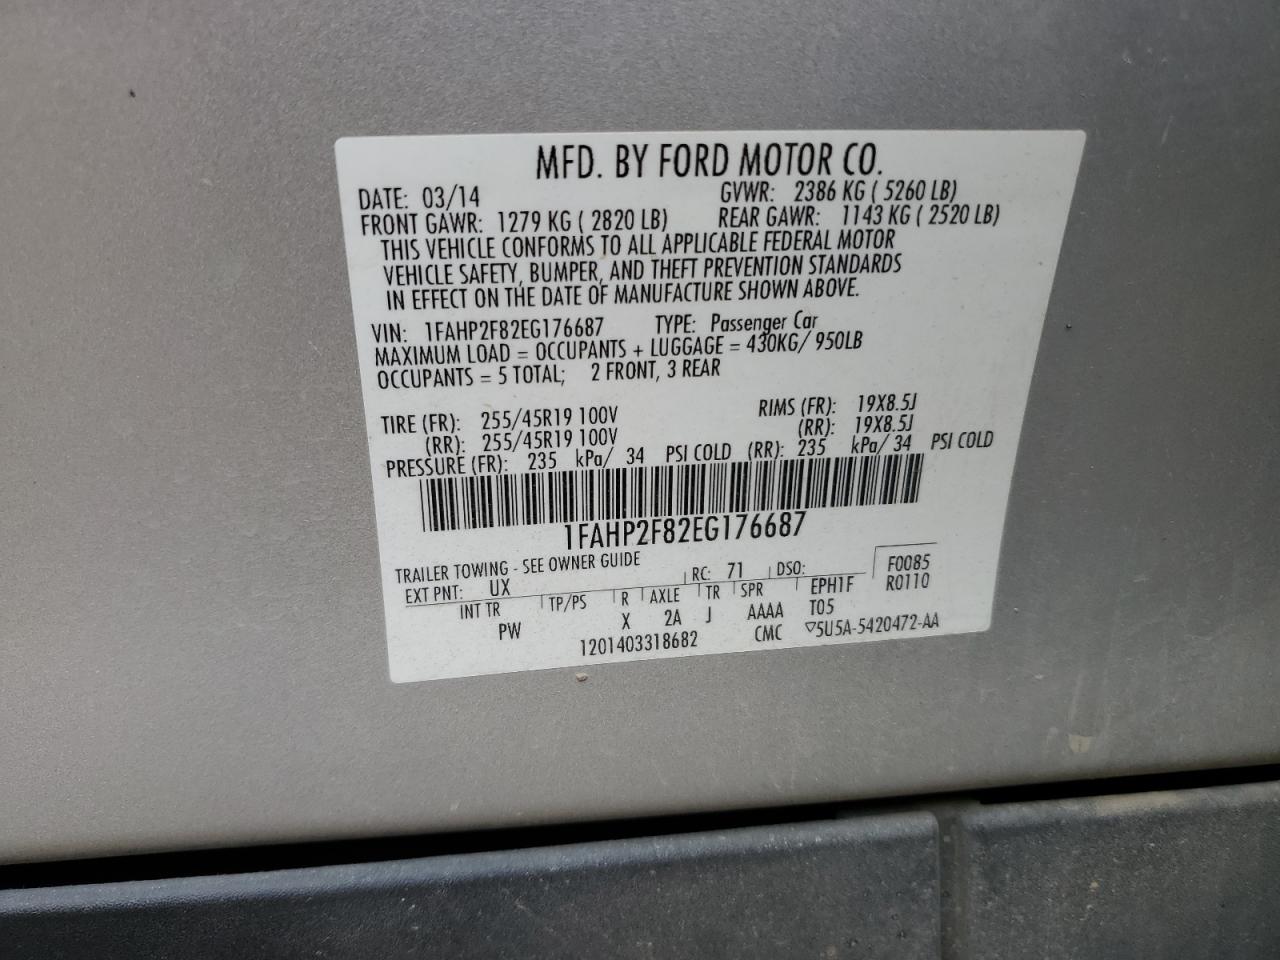 MFD. BY FORD MOTOR CO.
DATE: 03/14 GVWR: 2386 KG ( 5260 LB)
FRONT GAWR: 1279 KG ( 2820 LB) REAR GAWR: 1143 KG ( 2520 LB)
THIS VEHICLE CONFORMS TO ALL APPLICABLE FEDERAL MOTOR
VEHICLE SAFETY, BUMPER, AND THEFT PREVENTION STANDARDS
IN EFFECT ON THE DATE OF MANUFACTURE SHOWN ABOVE.
VIN: 1FAHP2F82EG176687 TYPE: Passenger Car
MAXIMUM LOAD = OCCUPANTS + LUGGAGE = 430KG/ 950LB
OCCUPANTS = 5 TOTAL; 2 FRONT, 3 REAR
TIRE (FR): 255/45R19 100V RIMS (FR): 19X8.5J
(RR): 255/45R19 100V (RR): 19X8.5J
PRESSURE (FR): 235 kPa/ 34 PSI COLD (RR): 235 kPa/ 34 PSI COLD
1FAHP2F82EG176687
TRAILER TOWING - SEE OWNER GUIDE
EXT PNT: UX RC: 71 DSO: F0085
INT TR TP/PS R AXLE TR SPR EPH1F R0110
PW X 2A J AAAA T05
1201403318682 CMC ▽5U5A-5420472-AA